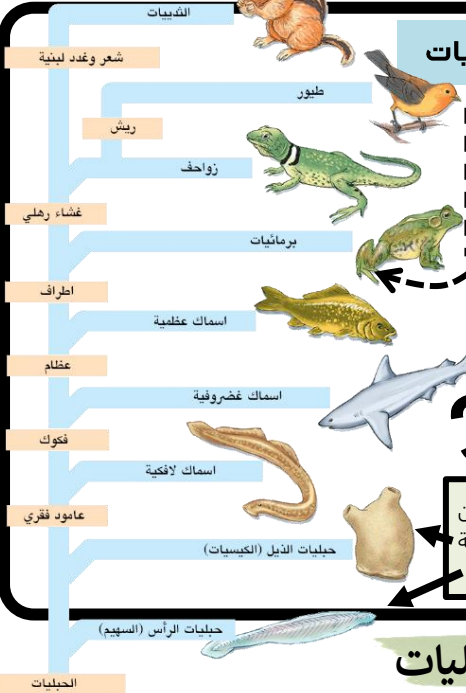 الثدييات
شعر وغدد لبنية
طيور
ريش
زواحف
غشاء رهلي
برمائيات
اطراف
اسماك عظمية
عظام
اسماك غضروفية
فكوك
اسماك لافكية
عامود فقري
حبليات الذيل (الكيسيات)
حبليات الرأس (السهيم)
الحبليات